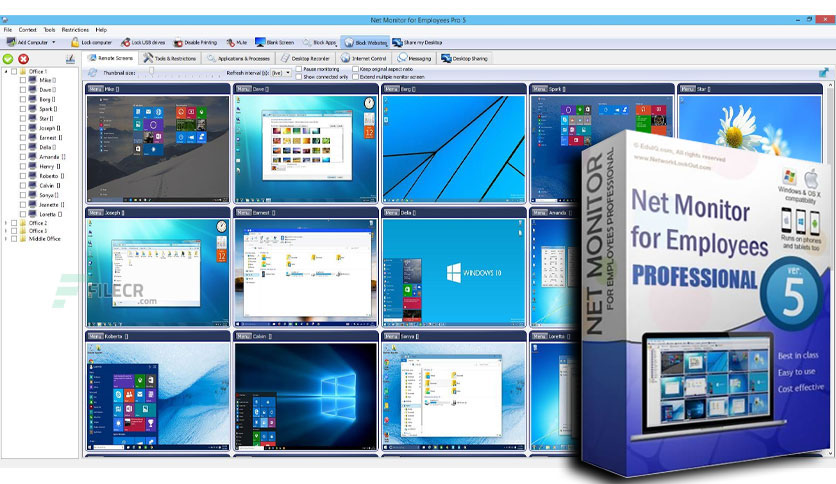 Net Monitor for Employees Pro 5
File Context Tools Restrictions Help
Add Computer Lock computer Lock USB drives Disable Printing Mute Blank Screen Block Apps Block Websites Share my Desktop
Remote Screens Tools & Restrictions Applications & Processes Desktop Recorder Internet Control Messaging Desktop Sharing
Thumbnail size: Refresh interval (s): live Pause monitoring Keep original aspect ratio
Show connected only Extend multiple monitor screen
Office 1
Mike []
Dave []
Berg []
Spark []
Star []
Joseph []
Earnest []
Delia []
Amanda []
Henry []
Roberto []
Calvin []
Sonya []
Jeanette []
Loretta []
Office 2
Office 3
Middle Office
Menu Mike []
Menu Dave []
Menu Berg []
Menu Spark []
Menu Star []
Menu Joseph []
Menu Earnest []
Menu Delia []
Menu Amanda []
Menu Roberto []
Menu Calvin []
Menu Sonya []
Menu Loretta []
12
12
WINDOWS 10
FILECR
.com
NET MONITOR
FOR EMPLOYEES PROFESSIONAL
© EduIQ.com, All rights reserved
www.NetworkLookOut.com
Windows & OS X
compatibility
Runs on phones
and tablets too
Net Monitor
for Employees
PROFESSIONAL
ver.
5
Best in class
Easy to use
Cost effective